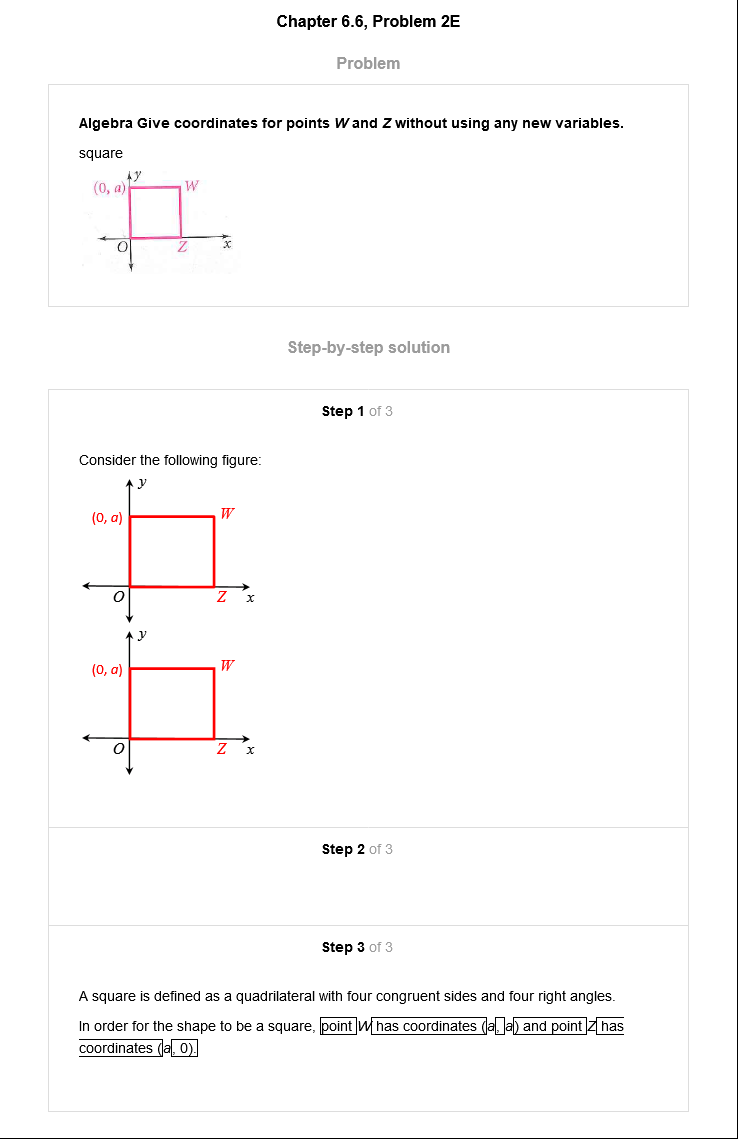 Chapter 6.6, Problem 2E
Problem
Algebra Give coordinates for points W and Z without using any new variables.
square
y
(0, a)
W
O
Z
x
Step-by-step solution
Step 1 of 3
Consider the following figure:
y
(0, a)
W
O
Z
x
y
(0, a)
W
O
Z
x
Step 2 of 3
Step 3 of 3
A square is defined as a quadrilateral with four congruent sides and four right angles.
In order for the shape to be a square, point W has coordinates (a, a) and point Z has
coordinates (a, 0).